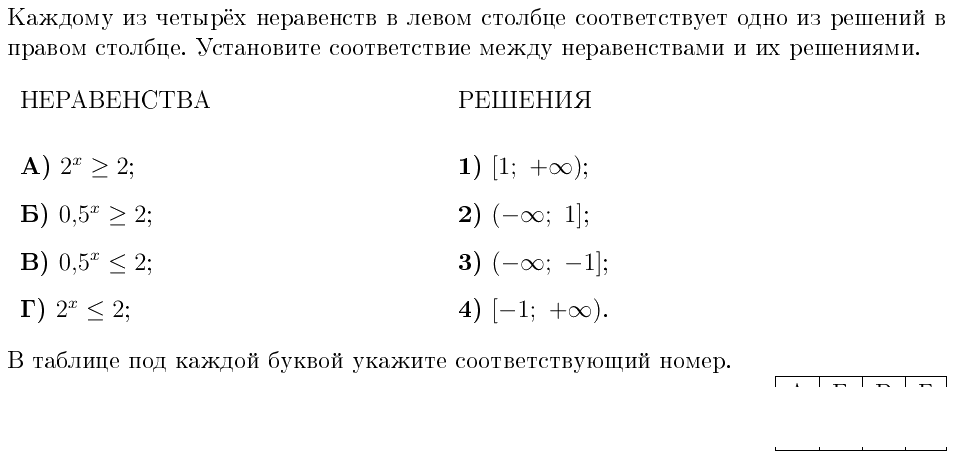 Каждому из четырёх неравенств в левом столбце соответствует одно из решений в
правом столбце. Установите соответствие между неравенствами и их решениями.
НЕРАВЕНСТВА РЕШЕНИЯ
А) 2^x ≥ 2; 1) [1; +∞);
Б) 0,5^x ≥ 2; 2) (−∞; 1];
В) 0,5^x ≤ 2; 3) (−∞; −1];
Г) 2^x ≤ 2; 4) [−1; +∞).
В таблице под каждой буквой укажите соответствующий номер.